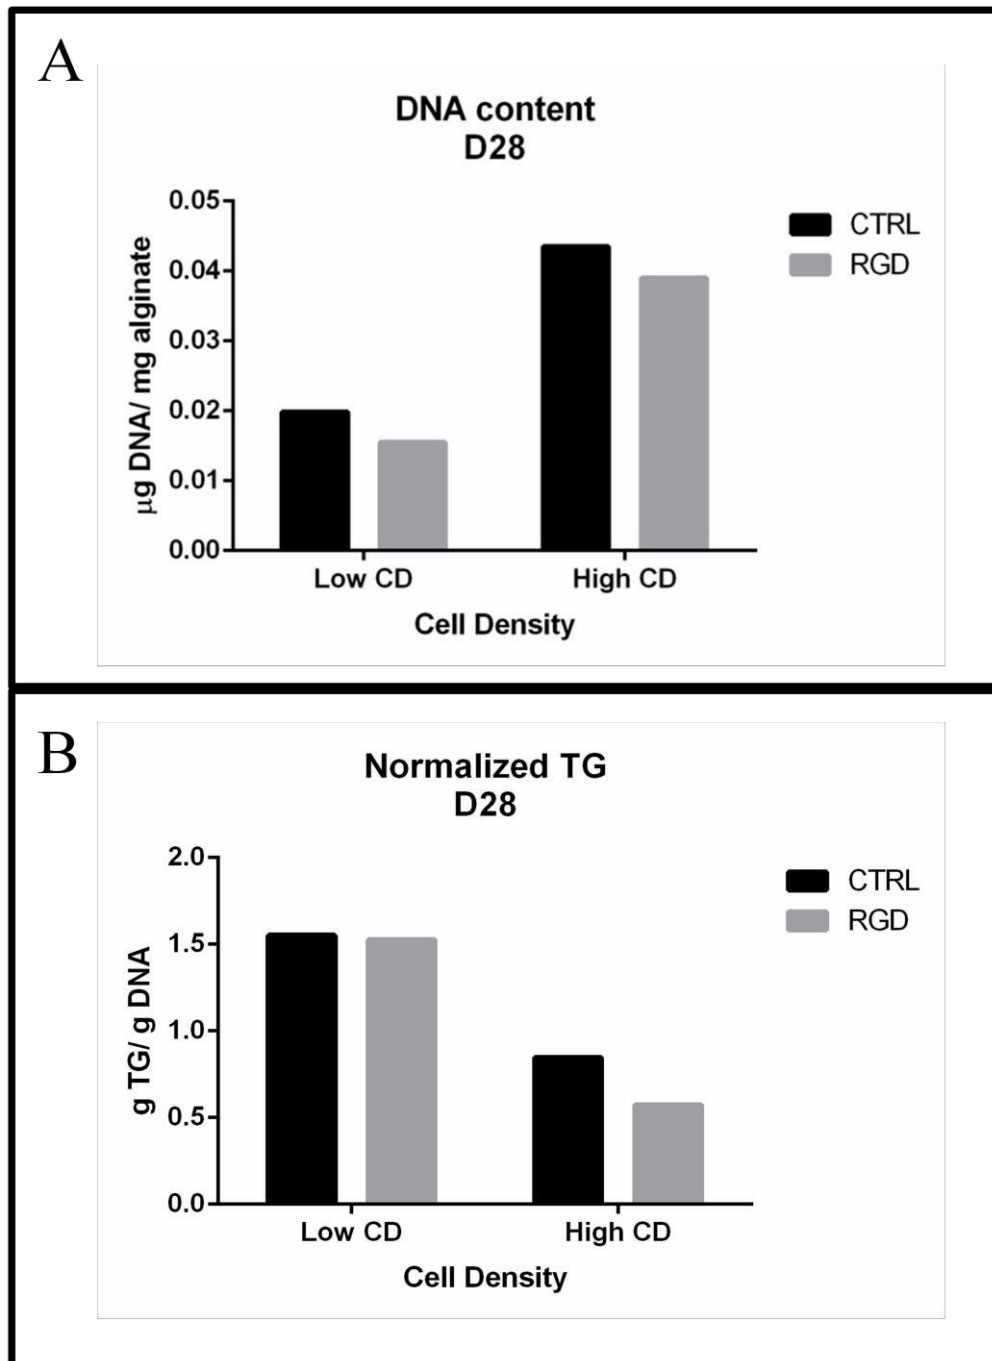 A
DNA content
D28
0.05
0.04
0.03
0.02
0.01
0.00
μg DNA/ mg alginate
CTRL
RGD
Low CD
High CD
Cell Density
B
Normalized TG
D28
2.0
1.5
1.0
0.5
0.0
g TG/ g DNA
CTRL
RGD
Low CD
High CD
Cell Density